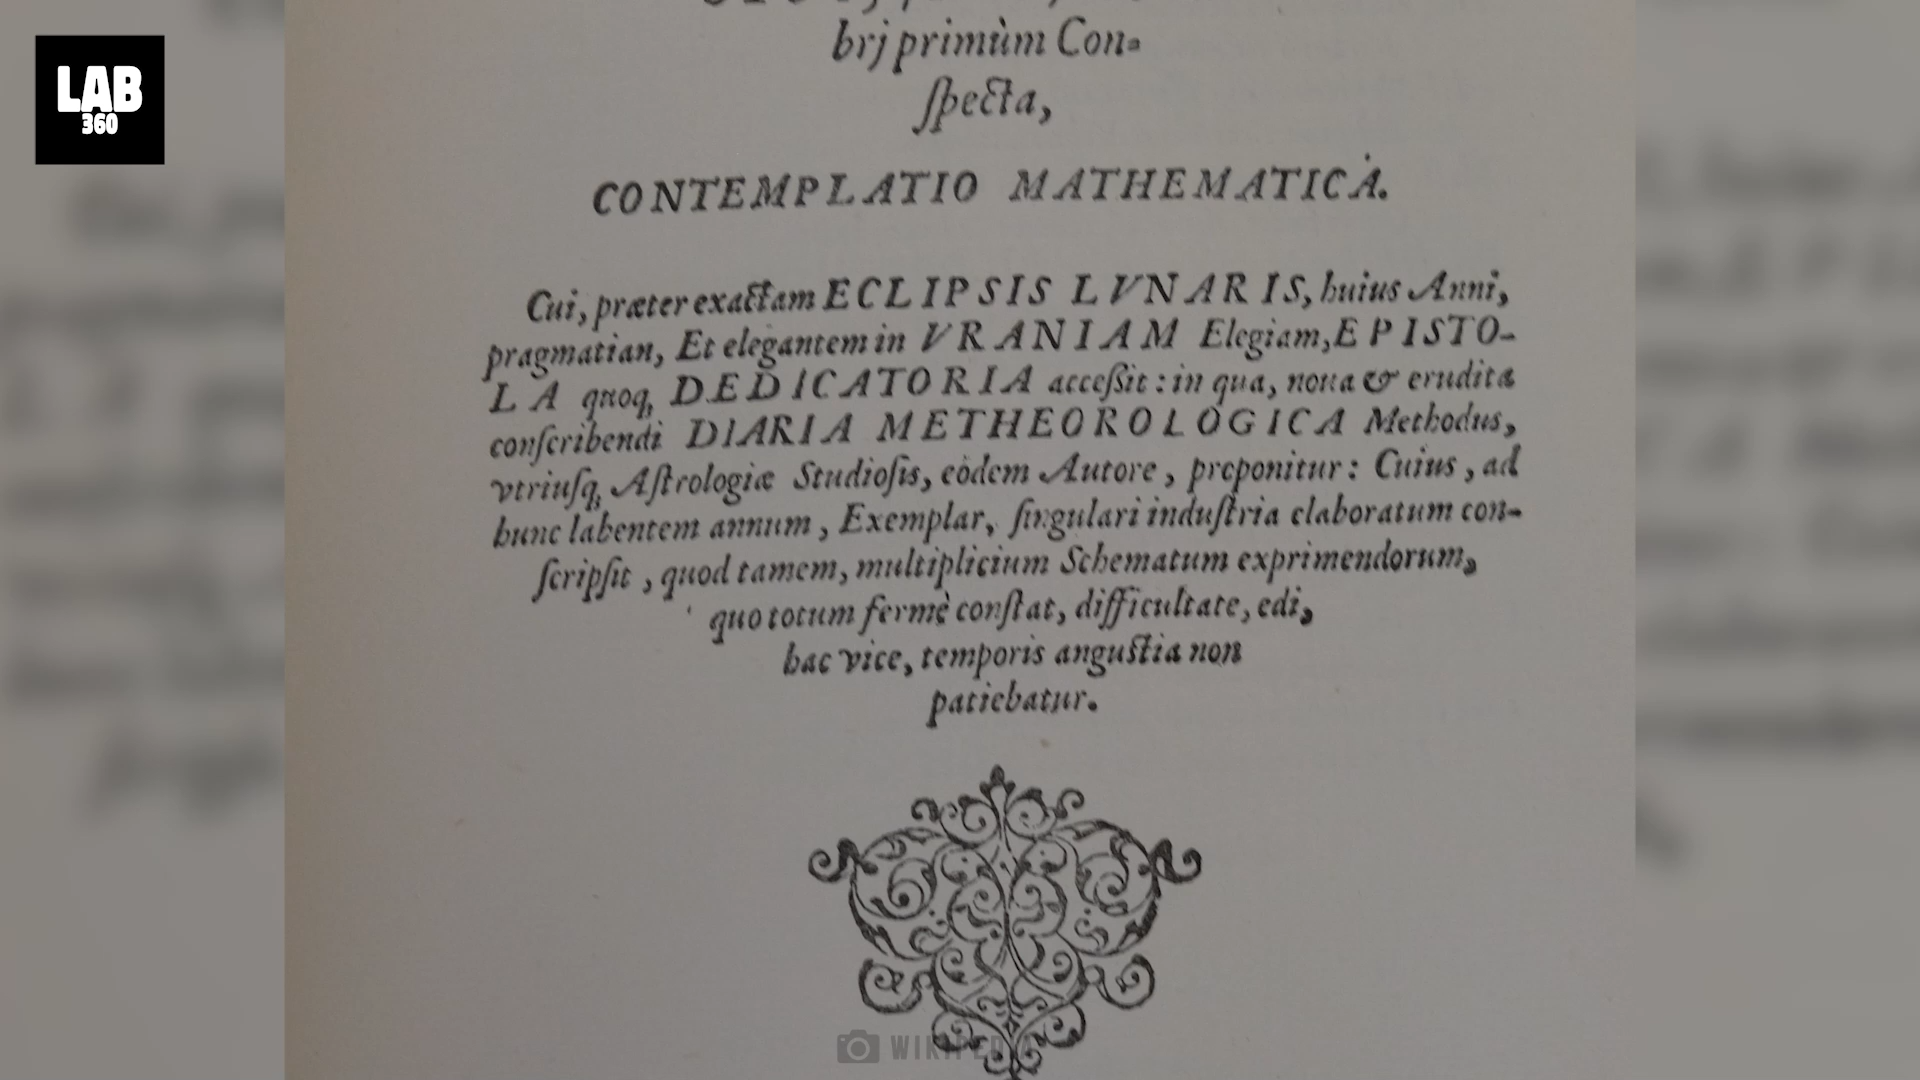 LAB
360
brj primùm Con-
ſpecta,
CONTEMPLATIO MATHEMATICA.
Cui, præter exactam ECLIPSIS LVNARIS, huius Anni,
pragmatian, Et elegantem in VRANIAM Elegiam, EPISTO-
LA quoq, DEDICATORIA acceſsit: in qua, noua & erudita
conſcribendi DIARIA METHEOROLOGICA Methodus,
vtriuſq, Aſtrologiæ Studioſis, eòdem Autore, proponitur: Cuius, ad
hunc labentem annum, Exemplar, ſingulari induſtria elaboratum con-
ſcripſit, quod tamem, multiplicium Schematum exprimendorum,
quo totum fermè conſtat, difficultate, edi,
hac vice, temporis anguſtia non
patiebatur.
WIKIPEDIA